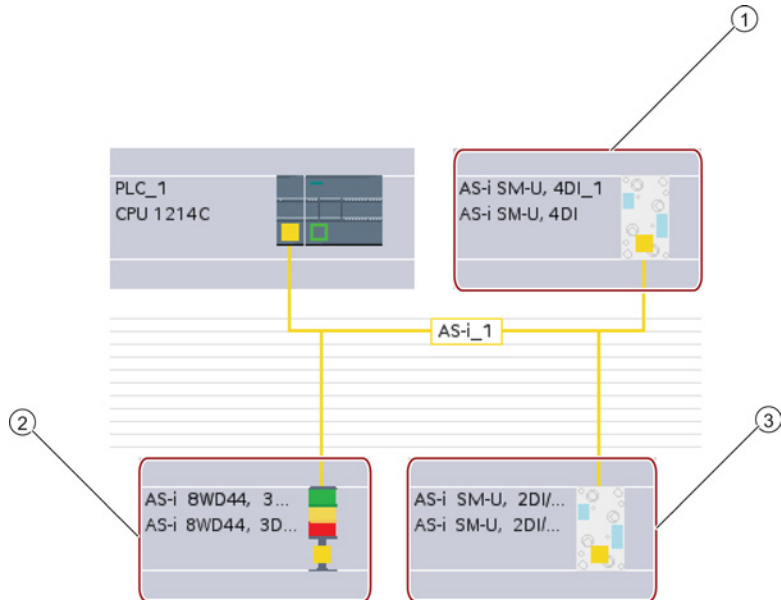 ①
PLC_1
CPU 1214C
AS-i SM-U, 4DI_1
AS-i SM-U, 4DI
AS-i_1
②
③
AS-i 8WD44, 3...
AS-i 8WD44, 3D...
AS-i SM-U, 2DI/...
AS-i SM-U, 2DI/...